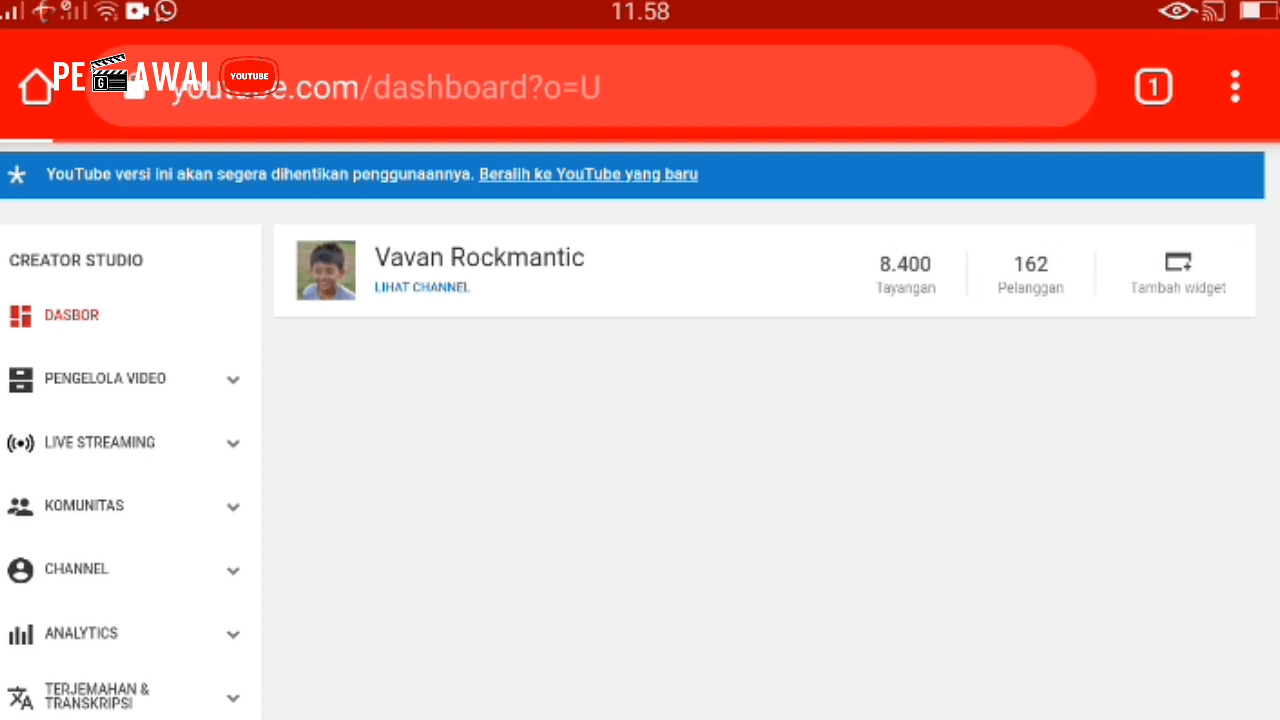 11.58
PE G AWAI YOUTUBE
youtube.com/dashboard?o=U
1
YouTube versi ini akan segera dihentikan penggunaannya. Beralih ke YouTube yang baru
CREATOR STUDIO
Vavan Rockmantic
LIHAT CHANNEL
8.400
Tayangan
162
Pelanggan
Tambah widget
DASBOR
PENGELOLA VIDEO
LIVE STREAMING
KOMUNITAS
CHANNEL
ANALYTICS
TERJEMAHAN &
TRANSKRIPSI